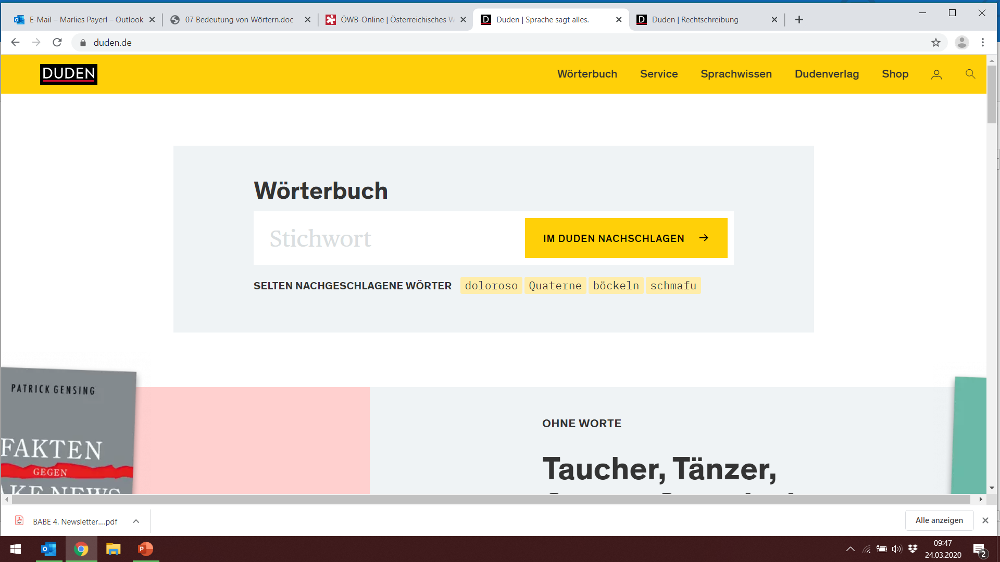 E-Mail – Marlies Payerl – Outlook
07 Bedeutung von Wörtern.doc
ÖWB-Online | Österreichisches W
Duden | Sprache sagt alles.
Duden | Rechtschreibung
duden.de
DUDEN
Wörterbuch
Service
Sprachwissen
Dudenverlag
Shop
Wörterbuch
Stichwort
IM DUDEN NACHSCHLAGEN
SELTEN NACHGESCHLAGENE WÖRTER doloroso Quaterne böckeln schmafu
PATRICK GENSING
FAKTEN
GEGEN
AKE NEWS
OHNE WORTE
Taucher, Tänzer,
BABE 4. Newsletter....pdf
Alle anzeigen
09:47
24.03.2020
2